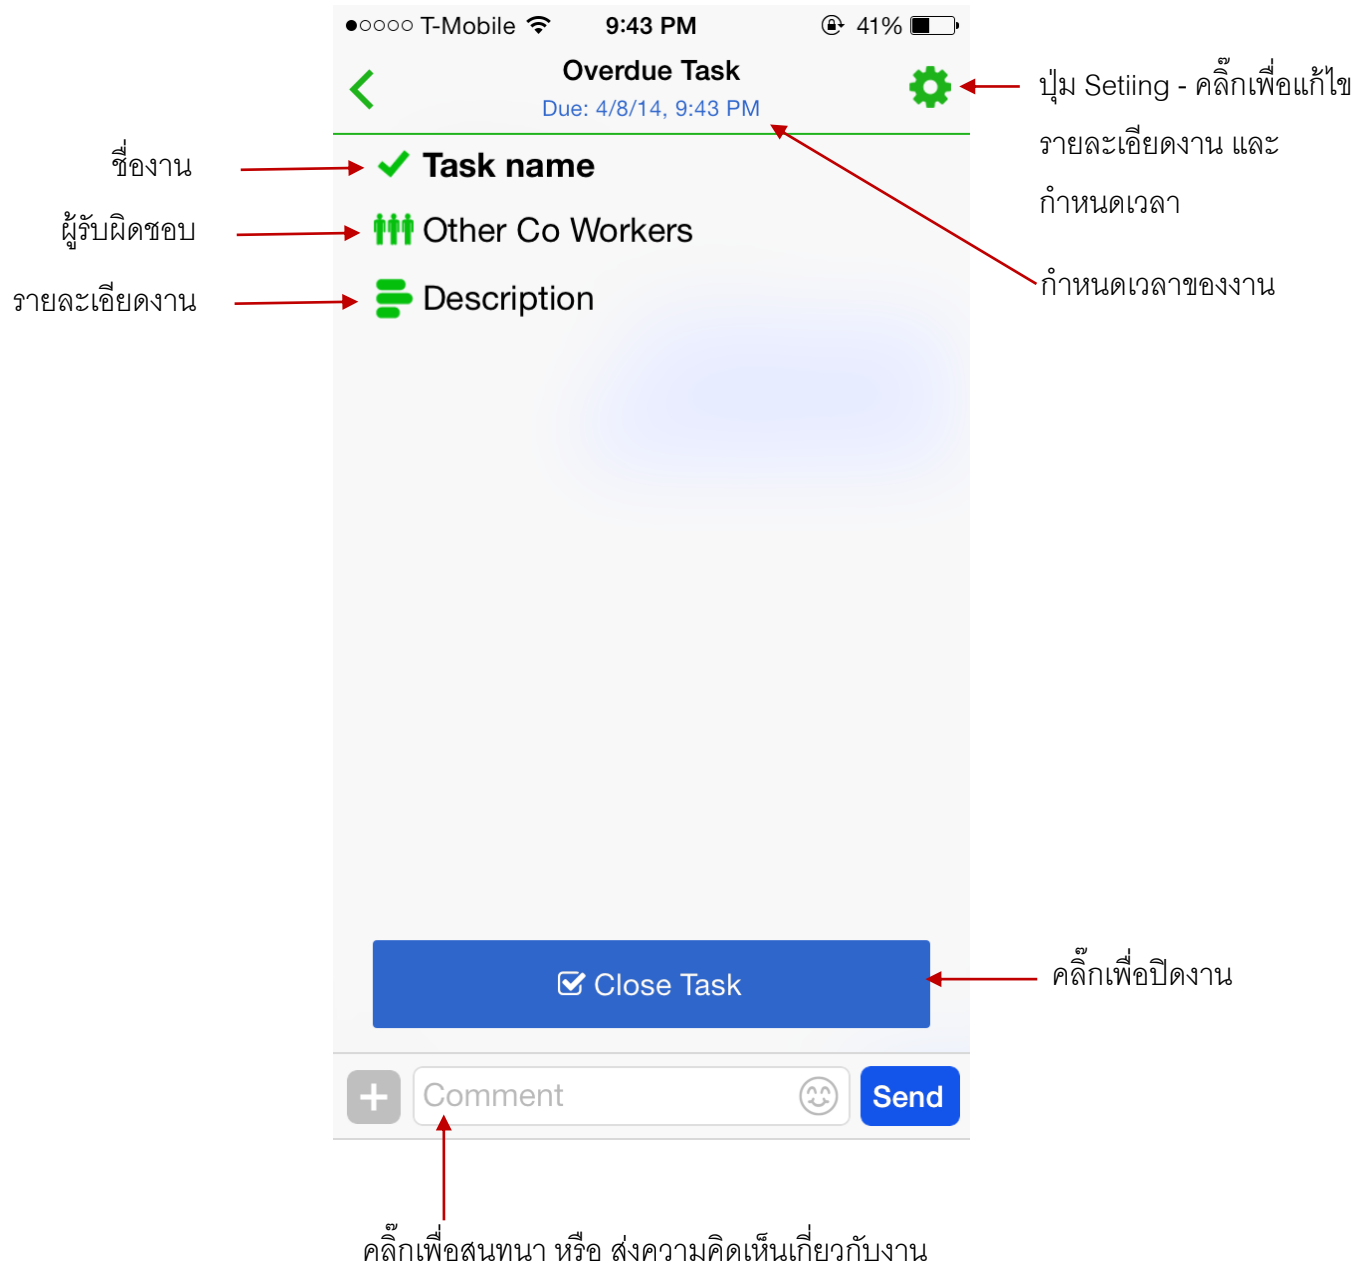 T-Mobile 9:43 PM 41%
Overdue Task
Due: 4/8/14, 9:43 PM
ปุ่ม Setiing - คลิ๊กเพื่อแก้ไข
รายละเอียดงาน และ
กำหนดเวลา
ชื่องาน
Task name
ผู้รับผิดชอบ
Other Co Workers
กำหนดเวลาของงาน
รายละเอียดงาน
Description
Close Task
คลิ๊กเพื่อปิดงาน
Comment
Send
คลิ๊กเพื่อสนทนา หรือ ส่งความคิดเห็นเกี่ยวกับงาน